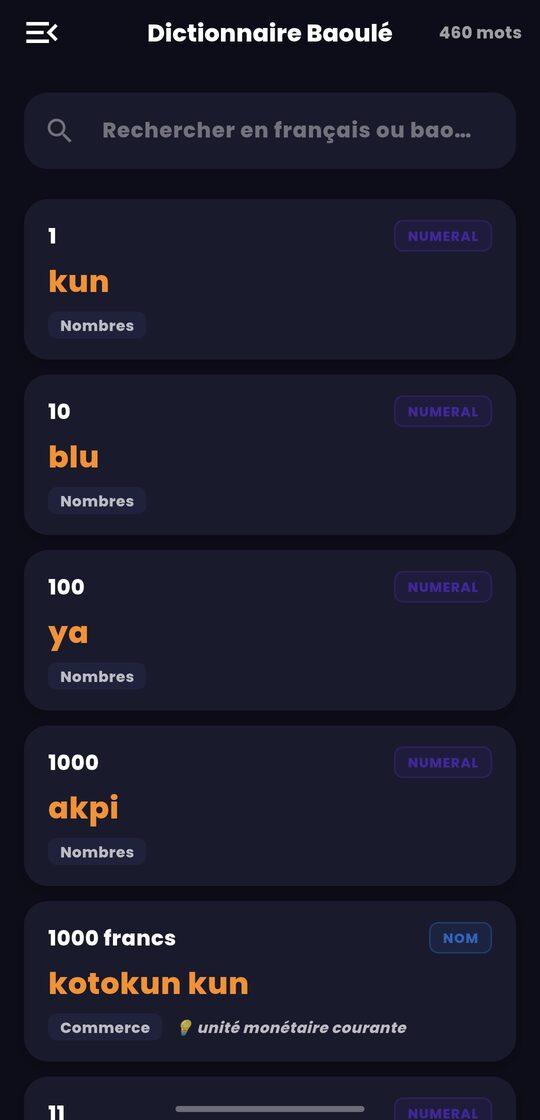 Dictionnaire Baoulé 460 mots
Rechercher en français ou bao...
1 NUMERAL
kun
Nombres
10 NUMERAL
blu
Nombres
100 NUMERAL
ya
Nombres
1000 NUMERAL
akpi
Nombres
1000 francs NOM
kotokun kun
Commerce 💡 unité monétaire courante
11 NUMERAL